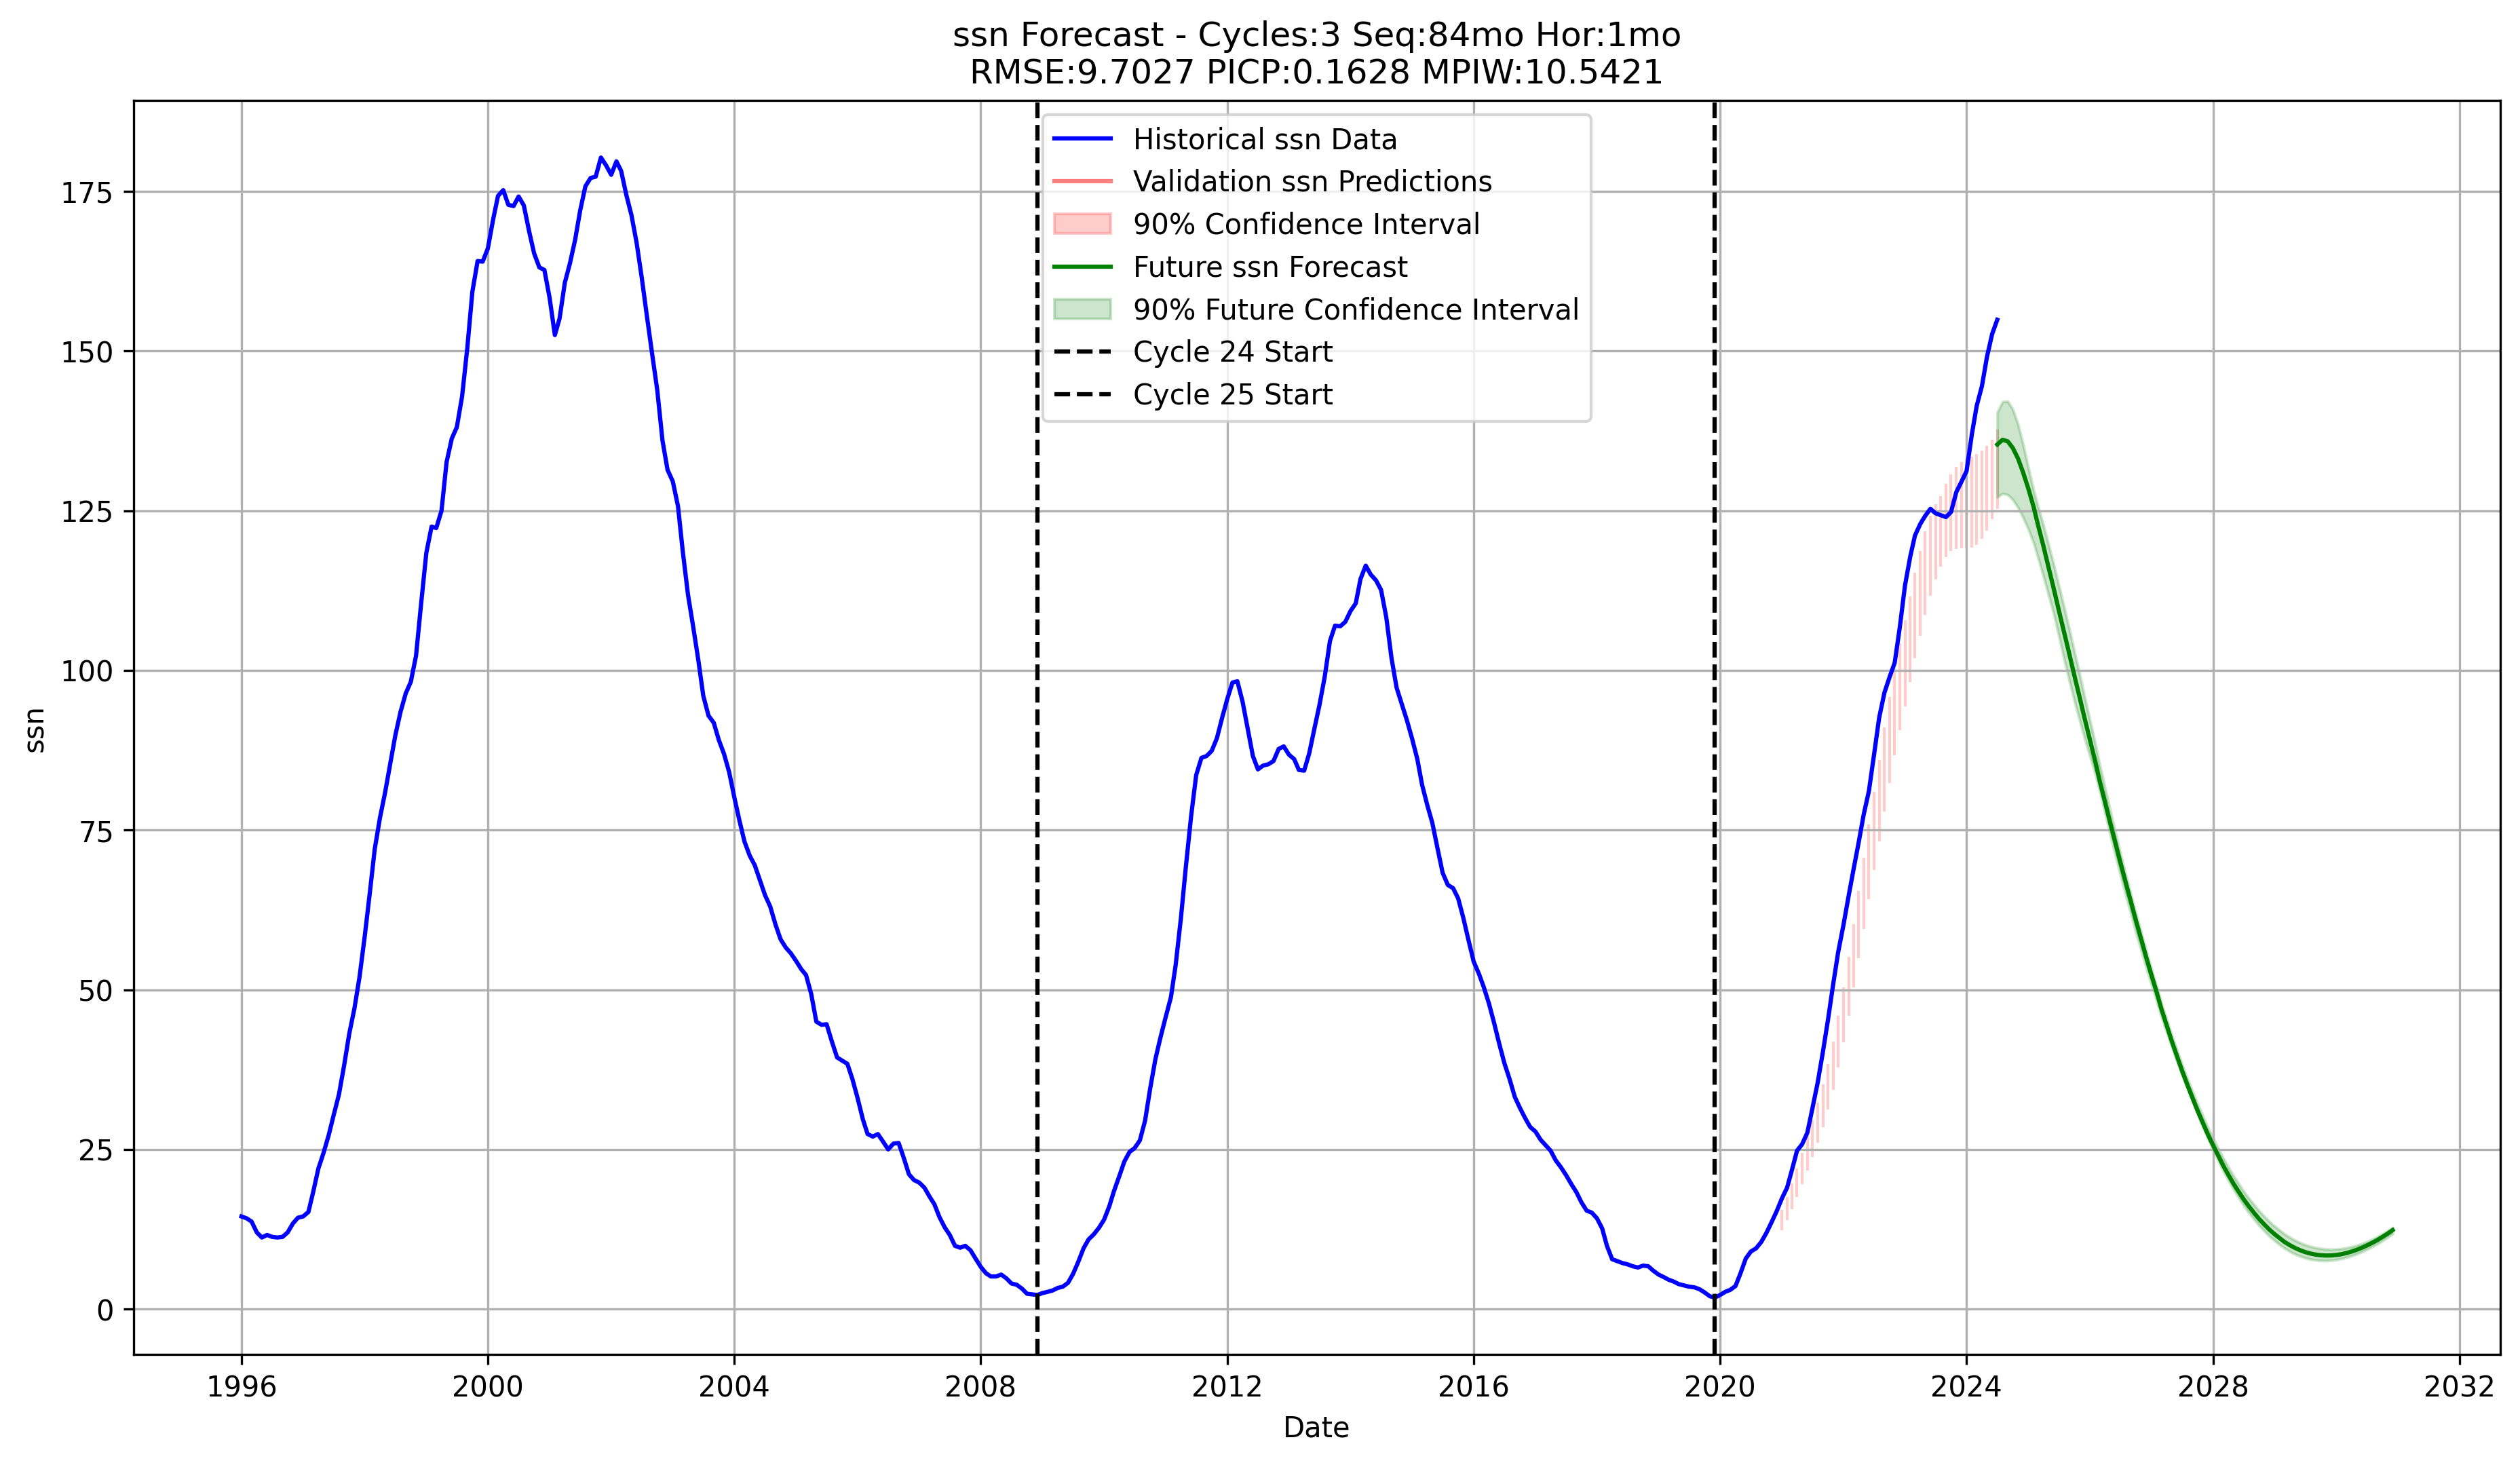 ssn Forecast - Cycles:3 Seq:84mo Hor:1mo
RMSE:9.7027 PICP:0.1628 MPIW:10.5421
Historical ssn Data
Validation ssn Predictions
90% Confidence Interval
Future ssn Forecast
90% Future Confidence Interval
Cycle 24 Start
Cycle 25 Start
175
150
125
100
75
50
25
0
ssn
1996 2000 2004 2008 2012 2016 2020 2024 2028 2032
Date